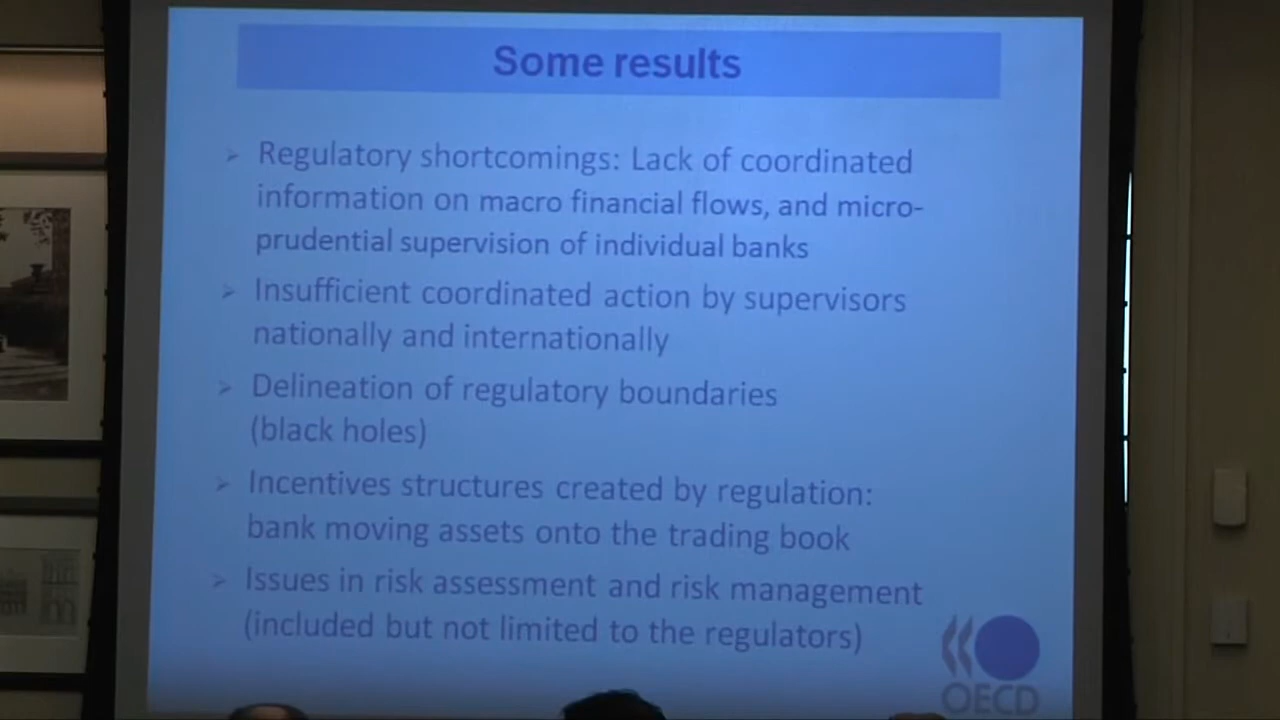 Some results
Regulatory shortcomings: Lack of coordinated
information on macro financial flows, and micro-
prudential supervision of individual banks
Insufficient coordinated action by supervisors
nationally and internationally
Delineation of regulatory boundaries
(black holes)
Incentives structures created by regulation:
bank moving assets onto the trading book
Issues in risk assessment and risk management
(included but not limited to the regulators)
OECD